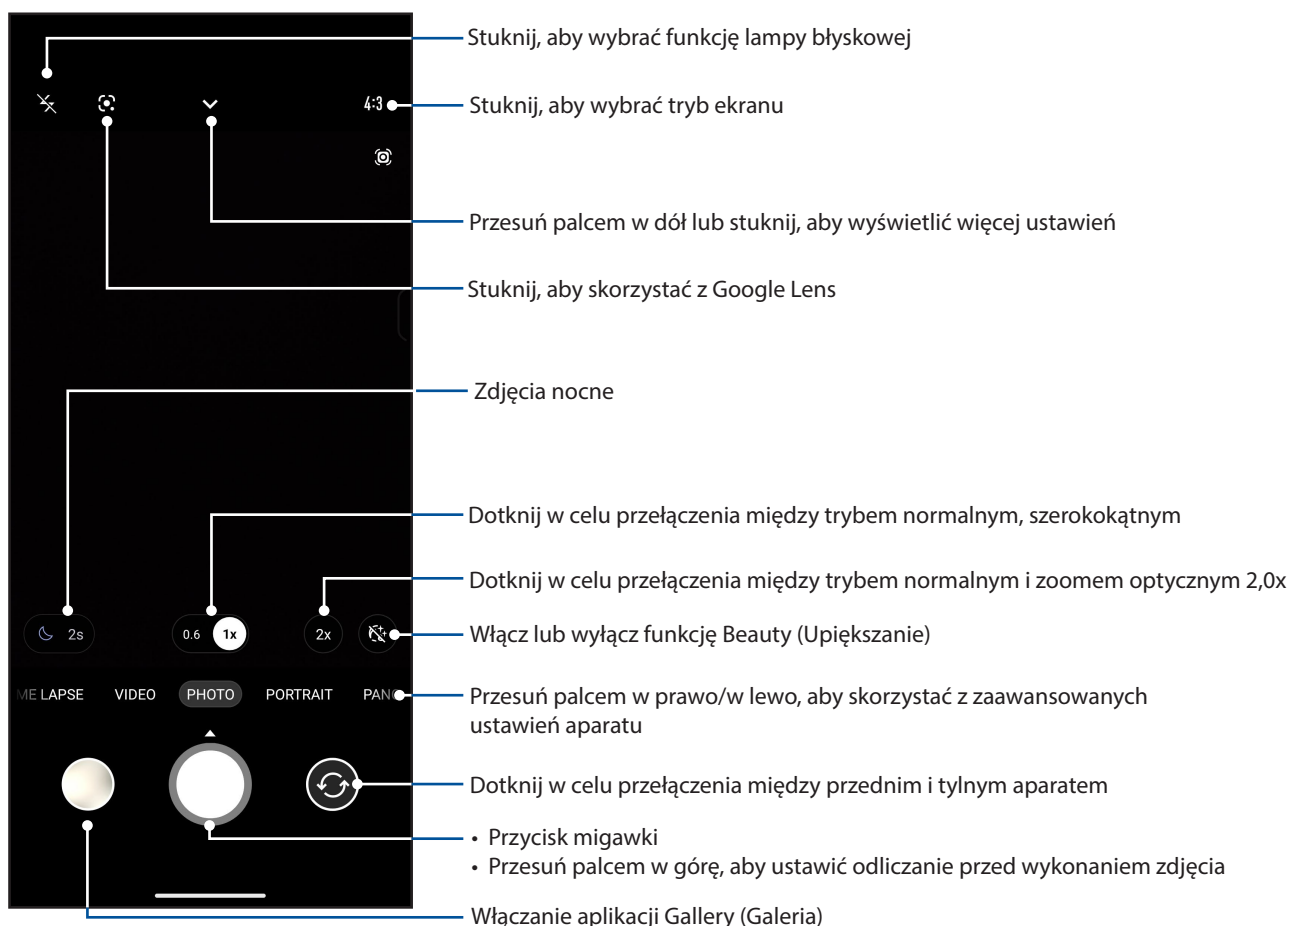 Stuknij, aby wybrać funkcję lampy błyskowej
4:3
Stuknij, aby wybrać tryb ekranu
Przesuń palcem w dół lub stuknij, aby wyświetlić więcej ustawień
Stuknij, aby skorzystać z Google Lens
Zdjęcia nocne
Dotknij w celu przełączenia między trybem normalnym, szerokokątnym
Dotknij w celu przełączenia między trybem normalnym i zoomem optycznym 2,0x
2s 0.6 1x 2x
Włącz lub wyłącz funkcję Beauty (Upiększanie)
ME LAPSE VIDEO PHOTO PORTRAIT PANO
Przesuń palcem w prawo/w lewo, aby skorzystać z zaawansowanych
ustawień aparatu
Dotknij w celu przełączenia między przednim i tylnym aparatem
• Przycisk migawki
• Przesuń palcem w górę, aby ustawić odliczanie przed wykonaniem zdjęcia
Włączanie aplikacji Gallery (Galeria)